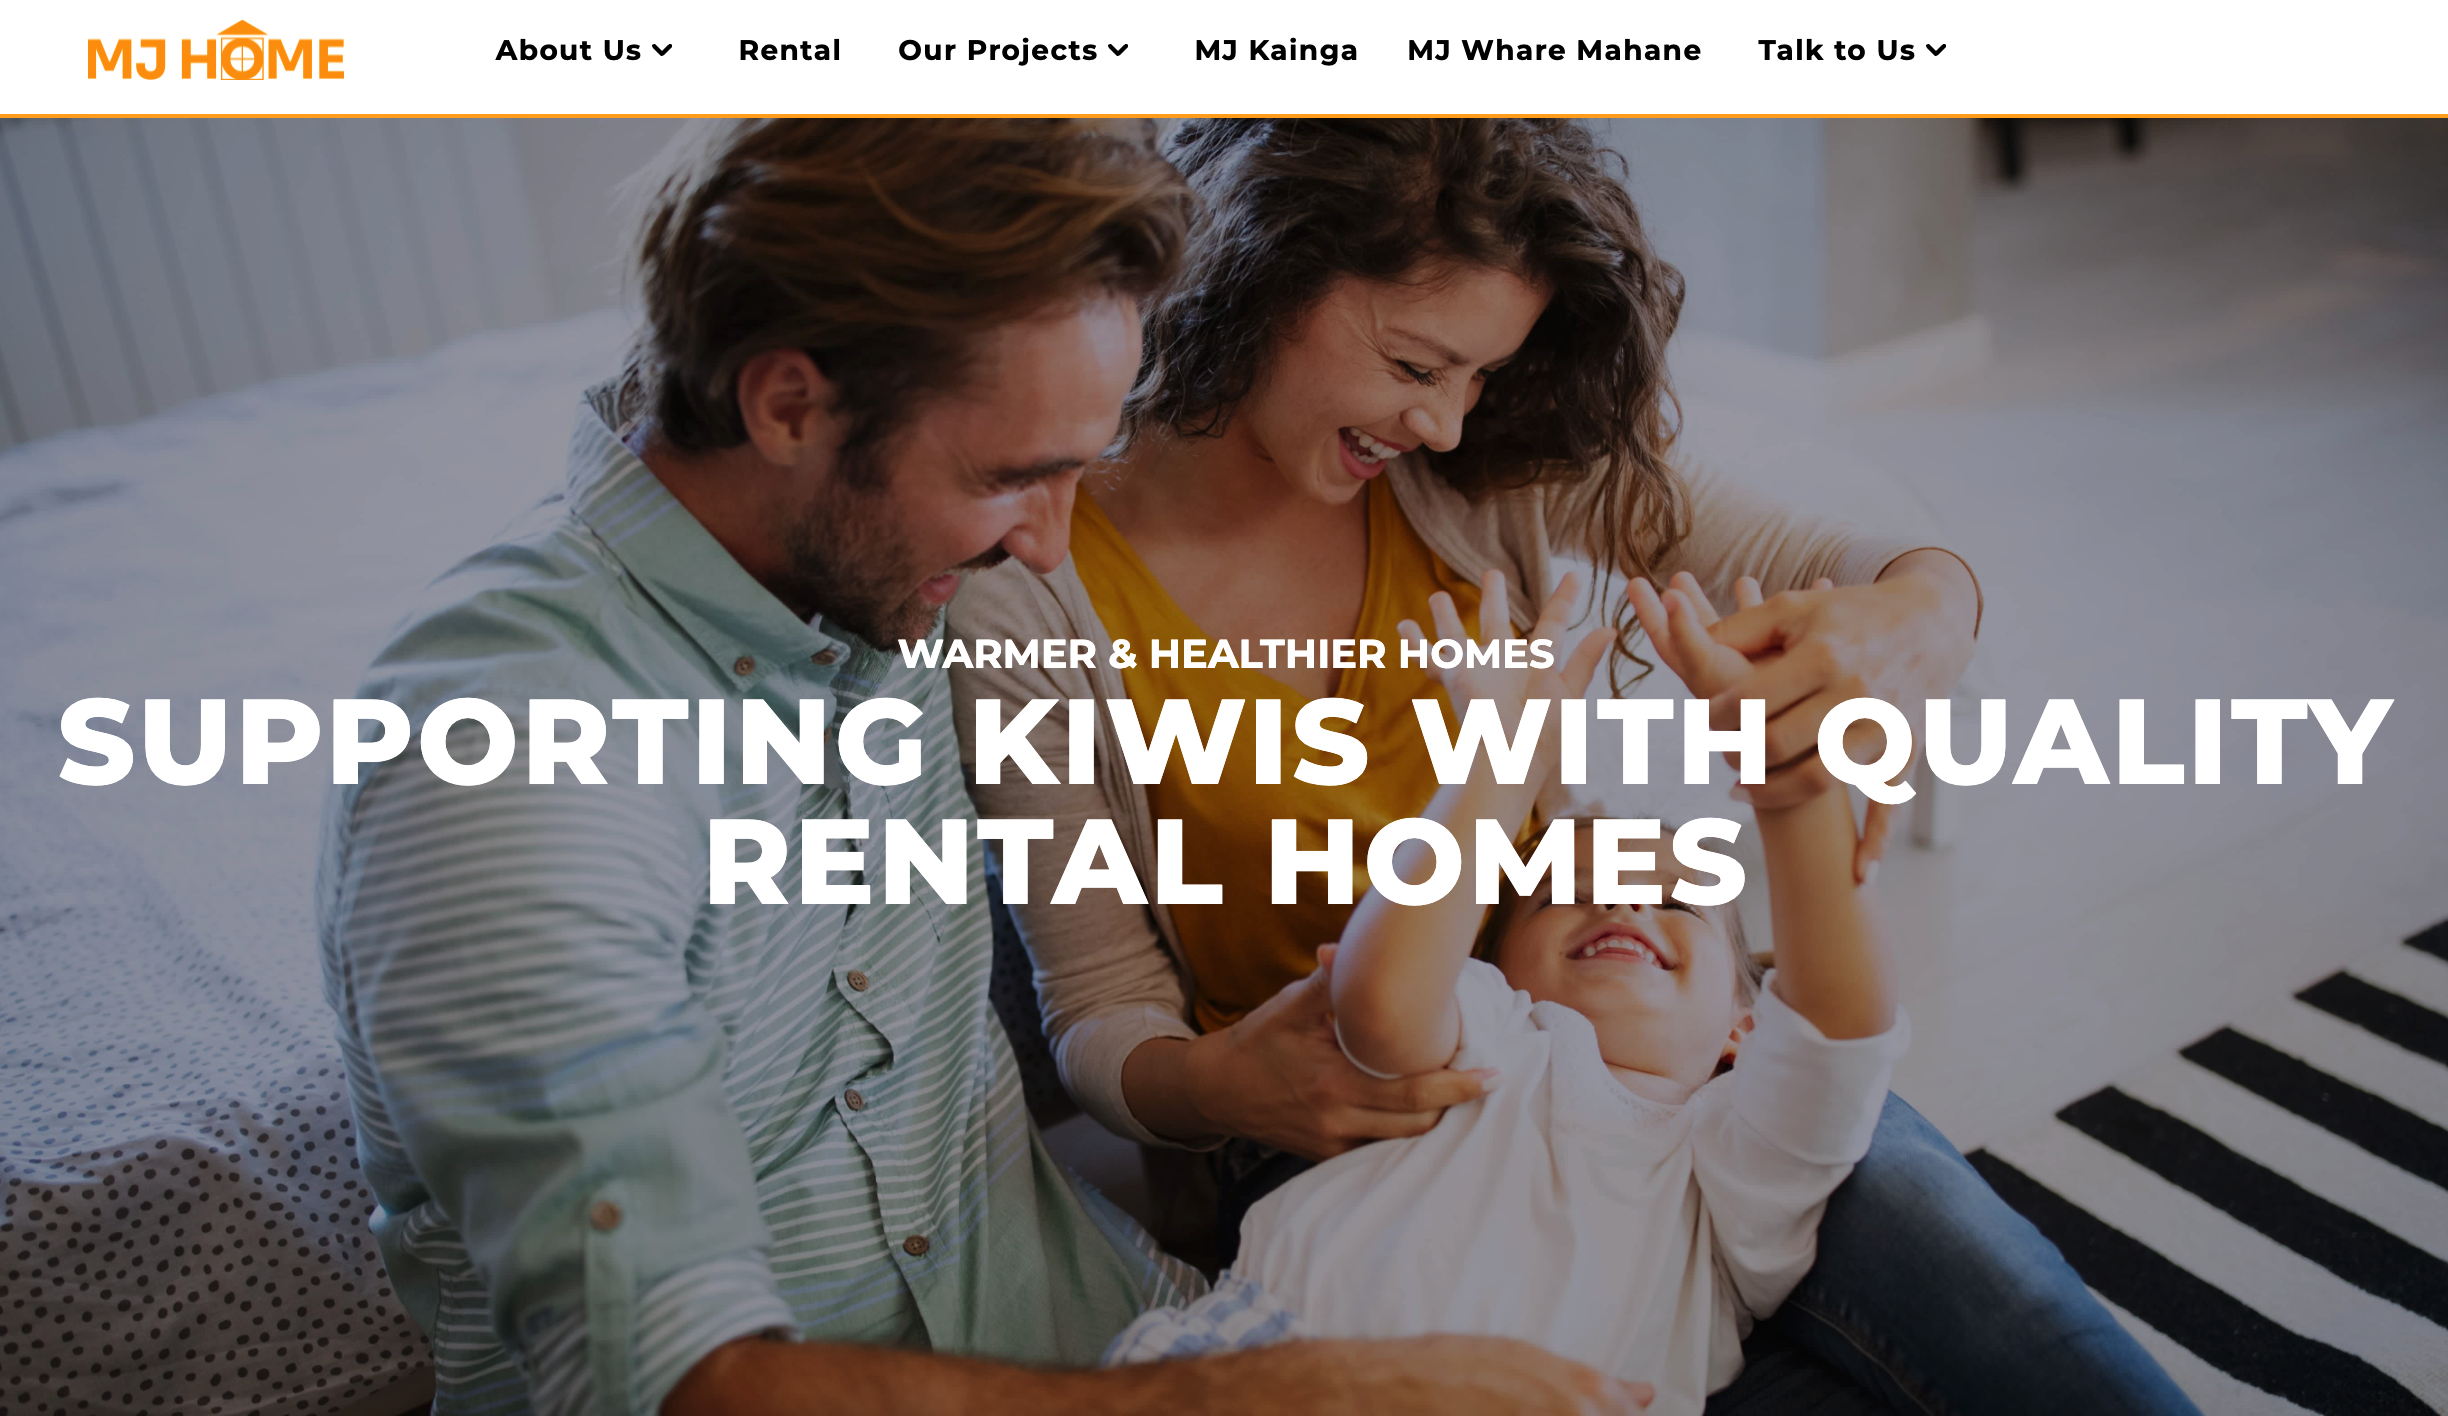 MJ HOME
About Us
Rental
Our Projects
MJ Kainga
MJ Whare Mahane
Talk to Us
WARMER & HEALTHIER HOMES
SUPPORTING KIWIS WITH QUALITY
RENTAL HOMES